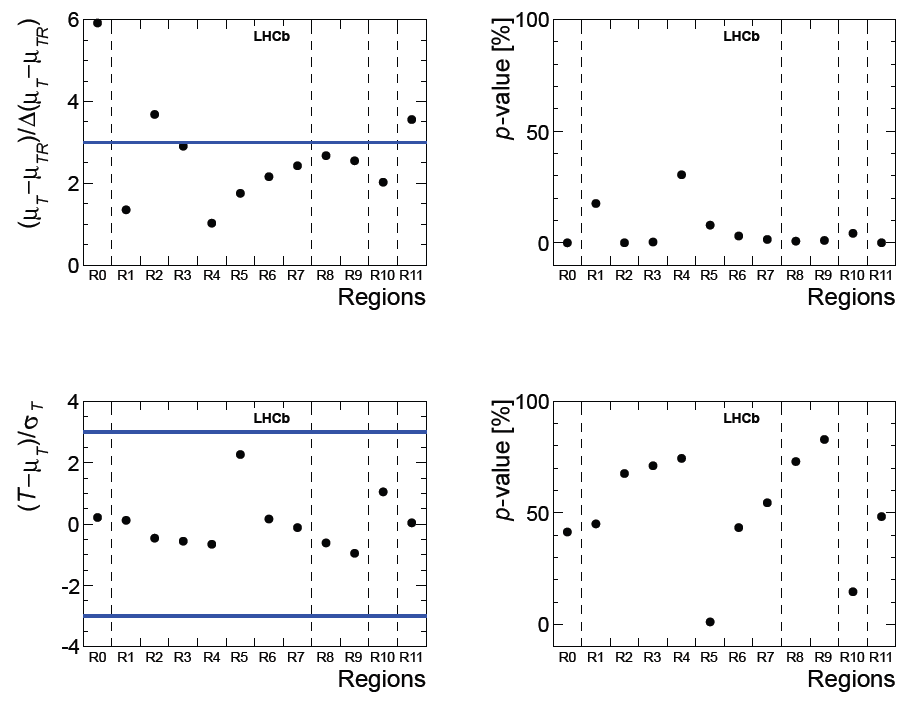 (μT−μTR)/Δ(μT−μTR)
6
4
2
0
LHCb
R0 R1 R2 R3 R4 R5 R6 R7 R8 R9 R10 R11
Regions
p-value [%]
100
50
0
LHCb
R0 R1 R2 R3 R4 R5 R6 R7 R8 R9 R10 R11
Regions
(T−μT)/σT
4
2
0
-2
-4
LHCb
R0 R1 R2 R3 R4 R5 R6 R7 R8 R9 R10 R11
Regions
p-value [%]
100
50
0
LHCb
R0 R1 R2 R3 R4 R5 R6 R7 R8 R9 R10 R11
Regions